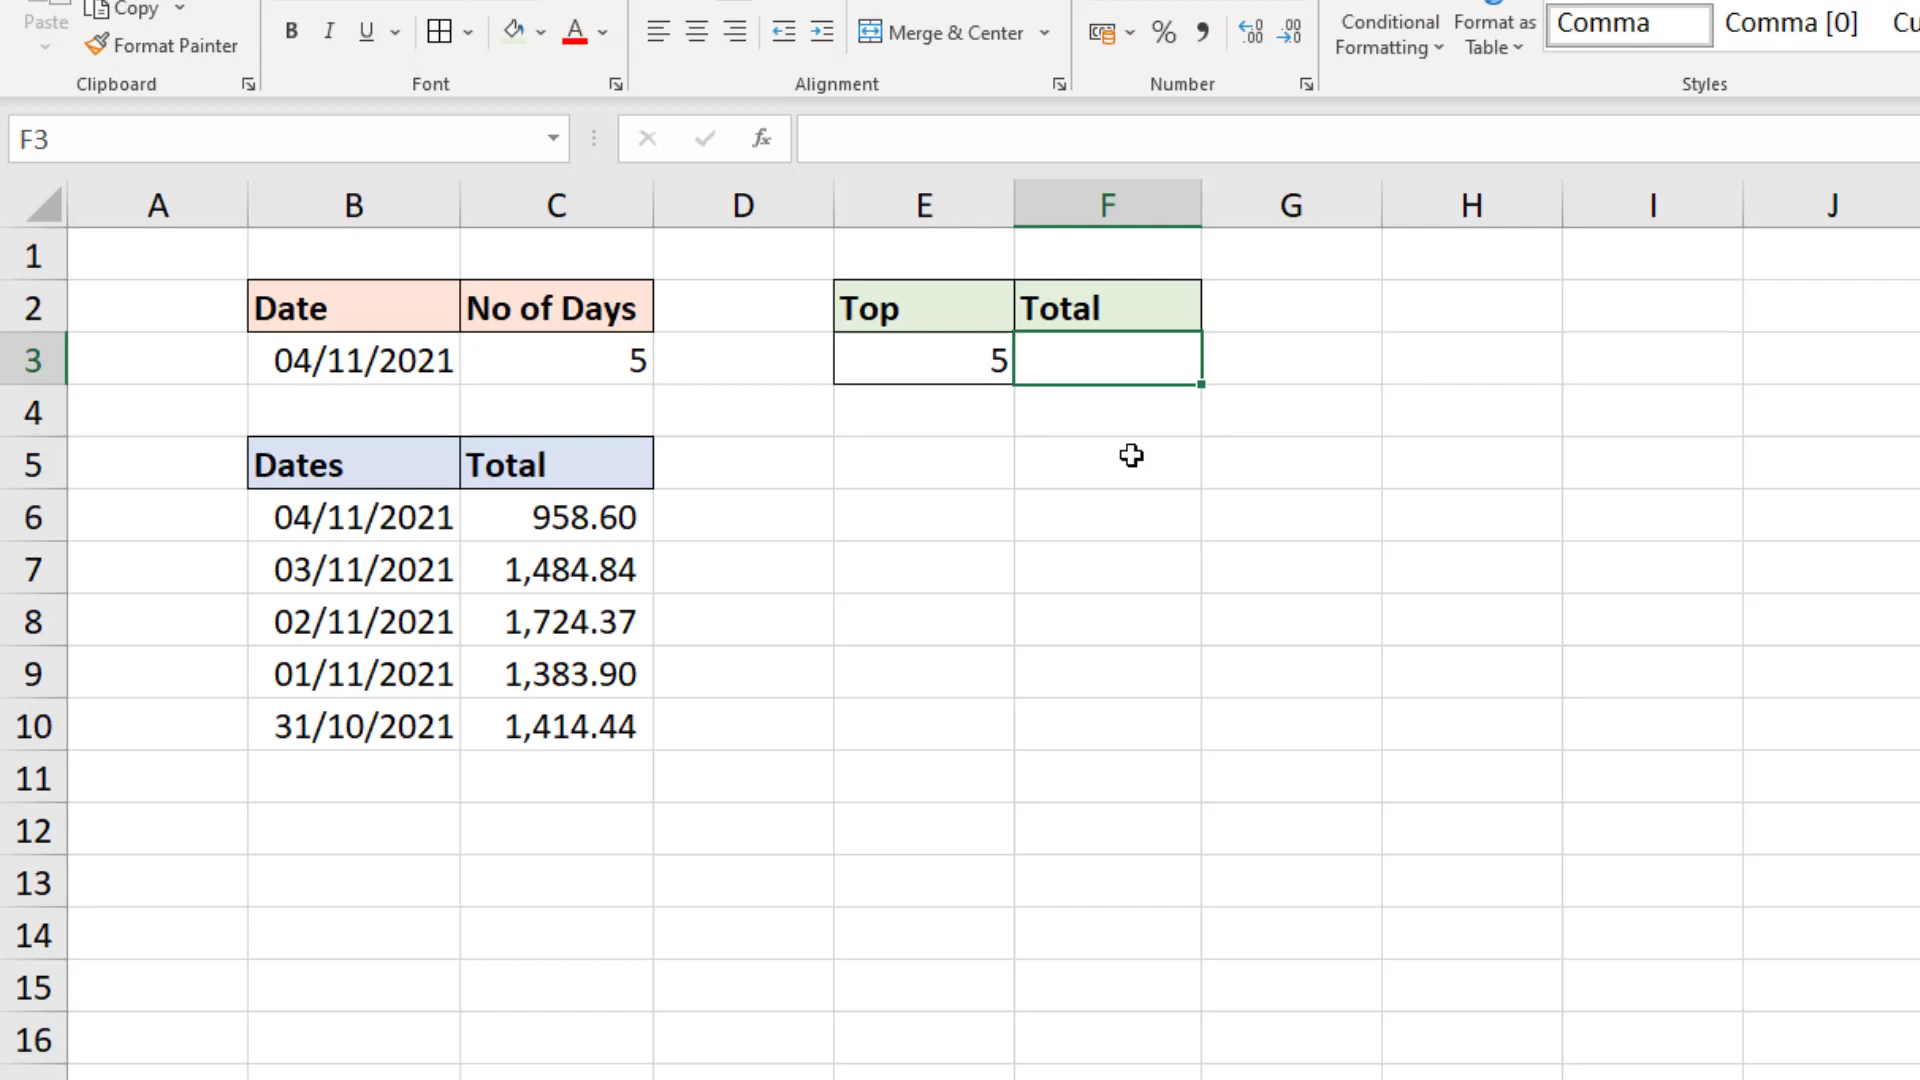 Paste
Copy
Format Painter
Clipboard
B I U A
Font
Merge & Center
Alignment
% 9
Number
Conditional Formatting
Format as Table
Comma Comma [0] Cu
Styles
F3 fx
A B C D E F G H I J
1
2 Date No of Days Top Total
3 04/11/2021 5 5
4
5 Dates Total
6 04/11/2021 958.60
7 03/11/2021 1,484.84
8 02/11/2021 1,724.37
9 01/11/2021 1,383.90
10 31/10/2021 1,414.44
11
12
13
14
15
16